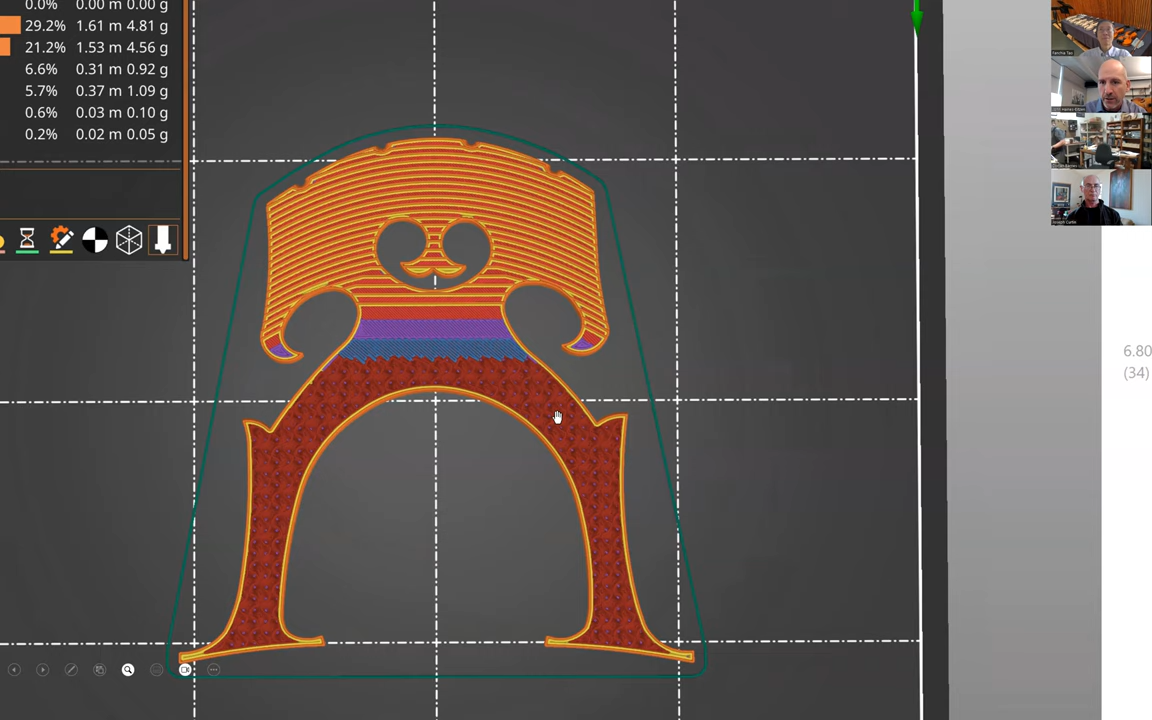 0.0% 0.00 m 0.00 g
29.2% 1.61 m 4.81 g
21.2% 1.53 m 4.56 g
6.6% 0.31 m 0.92 g
5.7% 0.37 m 1.09 g
0.6% 0.03 m 0.10 g
0.2% 0.02 m 0.05 g
6.80
(34)